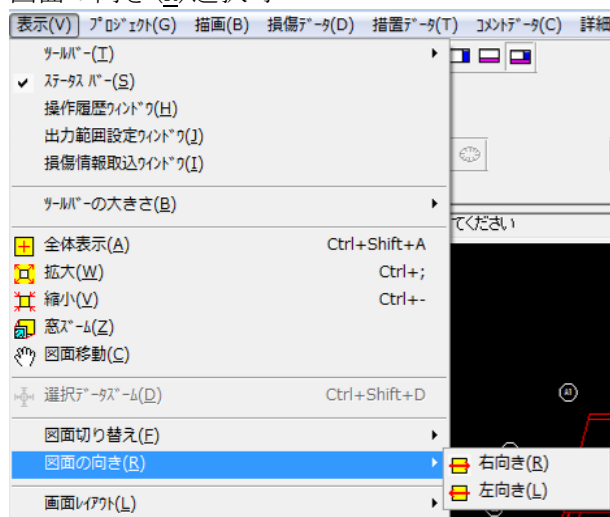 表示(V) ﾌﾟﾛｼﾞｪｸﾄ(G) 描画(B) 損傷ﾃﾞｰﾀ(D) 措置ﾃﾞｰﾀ(T) ｺﾒﾝﾄﾃﾞｰﾀ(C) 詳細
ﾂｰﾙﾊﾞｰ(T)
ｽﾃｰﾀｽ ﾊﾞｰ(S)
操作履歴ｳｨﾝﾄﾞｳ(H)
出力範囲設定ｳｨﾝﾄﾞｳ(J)
損傷情報取込ｳｲﾝﾄﾞｳ(I)
ﾂｰﾙﾊﾞｰの大きさ(B)
てください
全体表示(A) Ctrl+Shift+A
拡大(W) Ctrl+;
縮小(V) Ctrl+-
窓ｽﾞｰﾑ(Z)
図面移動(C)
選択ﾃﾞｰﾀｽﾞｰﾑ(D) Ctrl+Shift+D
A1
図面切り替え(F)
図面の向き(R)
右向き(R)
左向き(L)
画面ﾚｲｱｳﾄ(L)